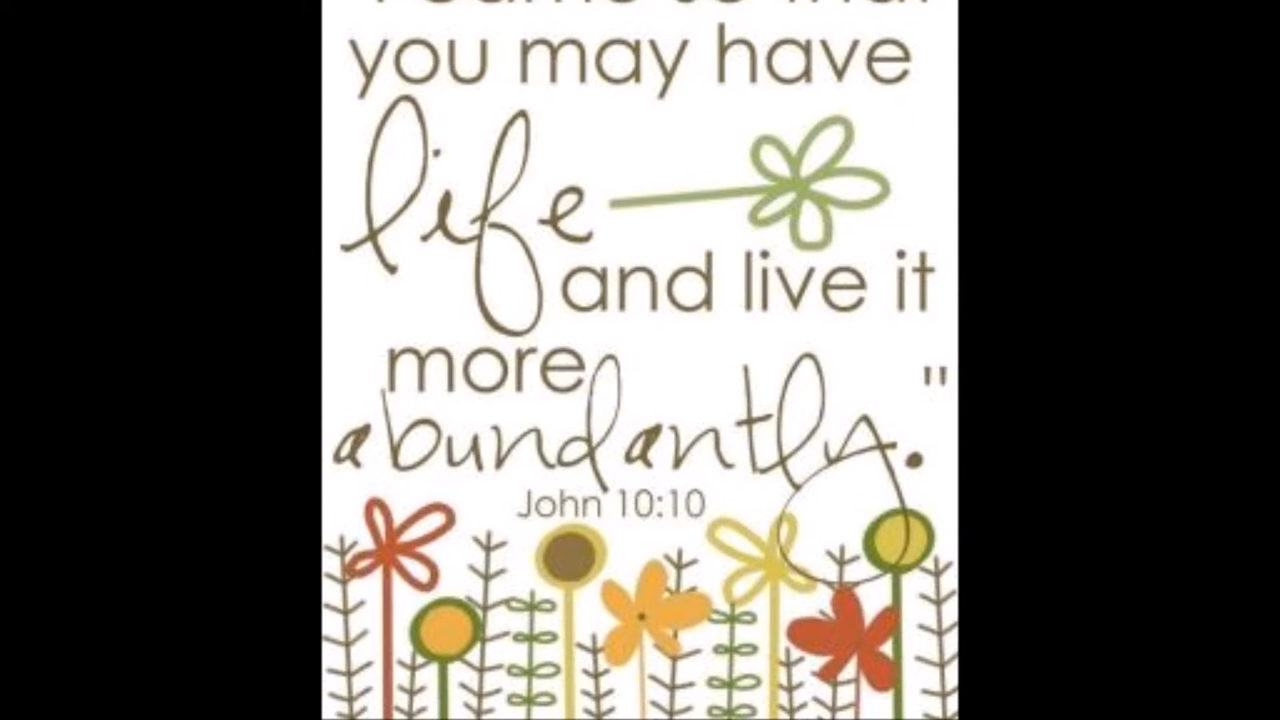 you may have
life
and live it
more
abundantly."
John 10:10